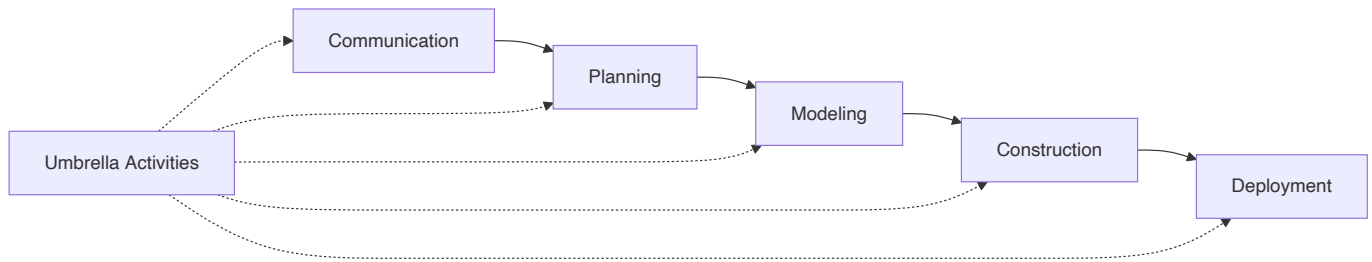 Communication
Planning
Modeling
Umbrella Activities
Construction
Deployment